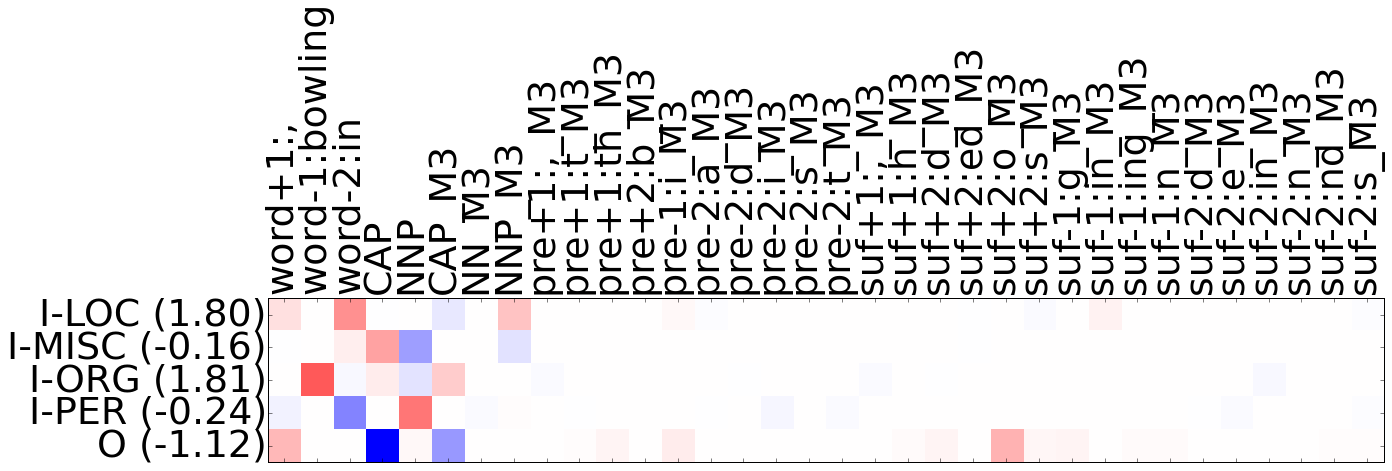 word+1:,
word-1:bowling
word-2:in
CAP
NNP
CAP_M3
NN_M3
NNP_M3
pre+1:,_M3
pre+1:t_M3
pre+1:th_M3
pre+2:b_M3
pre-1:i_M3
pre-2:a_M3
pre-2:d_M3
pre-2:i_M3
pre-2:s_M3
pre-2:t_M3
suf+1:,_M3
suf+1:h_M3
suf+2:d_M3
suf+2:ed_M3
suf+2:o_M3
suf+2:s_M3
suf-1:g_M3
suf-1:in_M3
suf-1:ing_M3
suf-1:n_M3
suf-2:d_M3
suf-2:e_M3
suf-2:in_M3
suf-2:n_M3
suf-2:nd_M3
suf-2:s_M3
I-LOC (1.80)
I-MISC (-0.16)
I-ORG (1.81)
I-PER (-0.24)
O (-1.12)